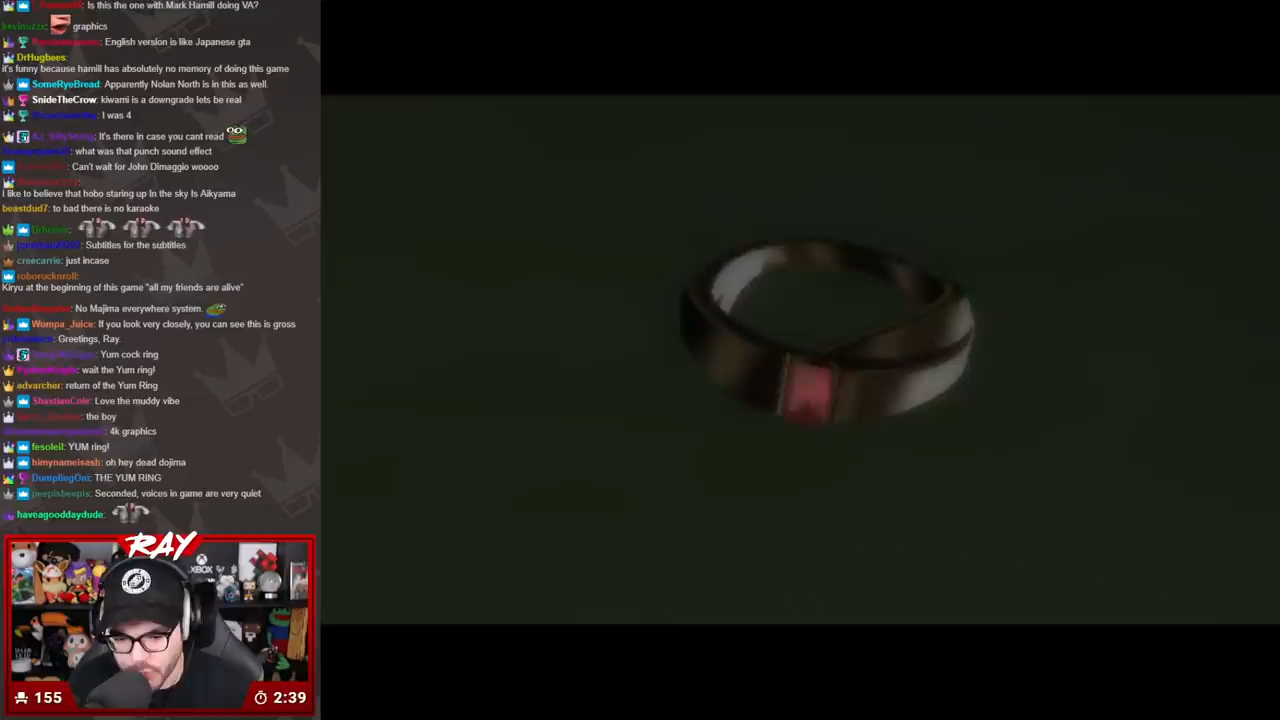 Is this the one with Mark Hamill doing VA?
graphics
English version is like Japanese gta
DrHugbees:
it's funny because hamill has absolutely no memory of doing this game
SomeRyeBread: Apparently Nolan North is in this as well.
SnideTheCrow: kiwami is a downgrade lets be real
I was 4
It's there in case you cant read
what was that punch sound effect
Can't wait for John Dimaggio woooo
I like to believe that hobo staring up In the sky Is Aikyama
beastdud7: to bad there is no karaoke
Subtitles for the subtitles
creecarrie: just incase
roborocknroll:
Kiryu at the beginning of this game "all my friends are alive"
No Majima everywhere system.
Wumpa_Juice: If you look very closely, you can see this is gross
Greetings, Ray.
Yum cock ring
wait the Yum ring!
advarcher: return of the Yum Ring
ShastianCole: Love the muddy vibe
the boy
4k graphics
fesoleil: YUM ring!
himynameisash: oh hey dead dojima
DumplingOni: THE YUM RING
peepisbeepis: Seconded, voices in game are very quiet
haveagooddaydude:
RAY
XBOX
155
2:39